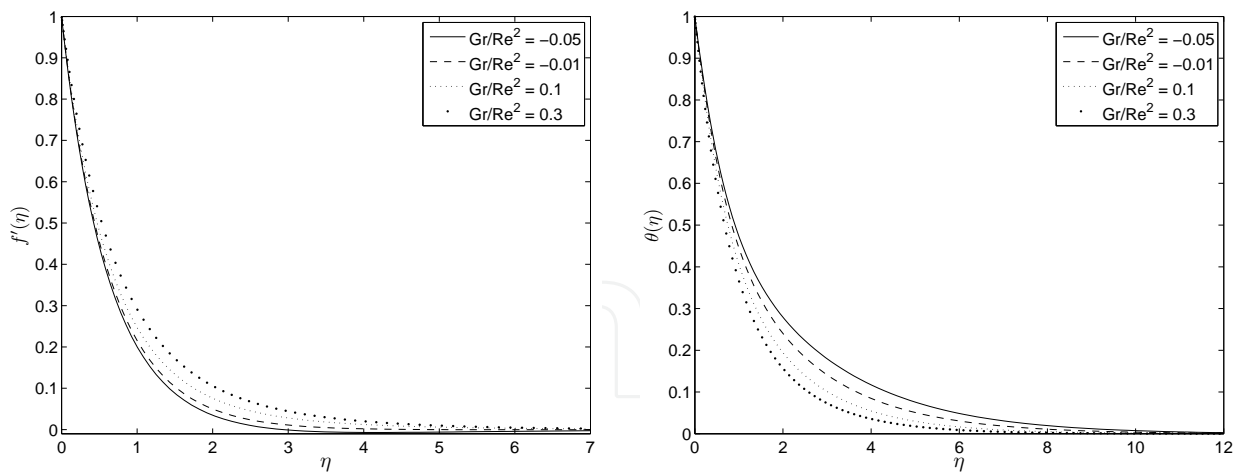 1
0.9
0.8
0.7
0.6
0.5
0.4
0.3
0.2
0.1
0
f′(η)
0 1 2 3 4 5 6 7
η
Gr/Re² = −0.05
Gr/Re² = −0.01
Gr/Re² = 0.1
Gr/Re² = 0.3
1
0.9
0.8
0.7
0.6
0.5
0.4
0.3
0.2
0.1
0
θ(η)
0 2 4 6 8 10 12
η
Gr/Re² = −0.05
Gr/Re² = −0.01
Gr/Re² = 0.1
Gr/Re² = 0.3